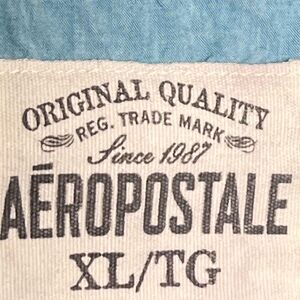 ORIGINAL QUALITY
REG. TRADE MARK
Since 1987
AÉROPOSTALE
XL/TG